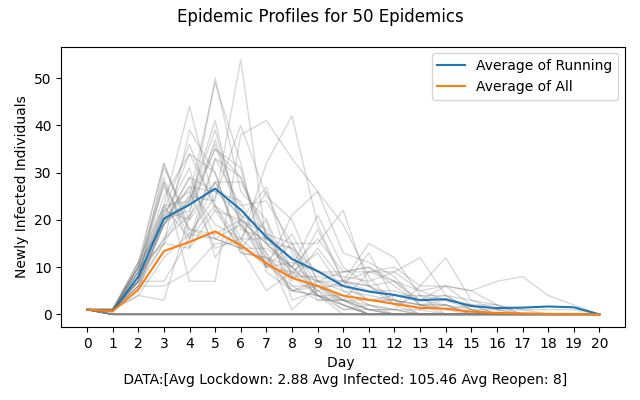 Epidemic Profiles for 50 Epidemics
Newly Infected Individuals
50
40
30
20
10
0
Average of Running
Average of All
0 1 2 3 4 5 6 7 8 9 10 11 12 13 14 15 16 17 18 19 20
Day
DATA:[Avg Lockdown: 2.88 Avg Infected: 105.46 Avg Reopen: 8]